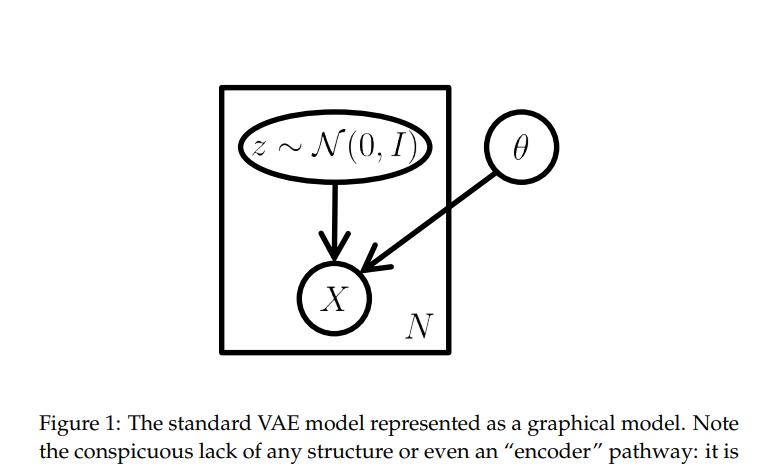 z ∼ 𝒩(0, I)
θ
X
N
Figure 1: The standard VAE model represented as a graphical model. Note
the conspicuous lack of any structure or even an “encoder” pathway: it is